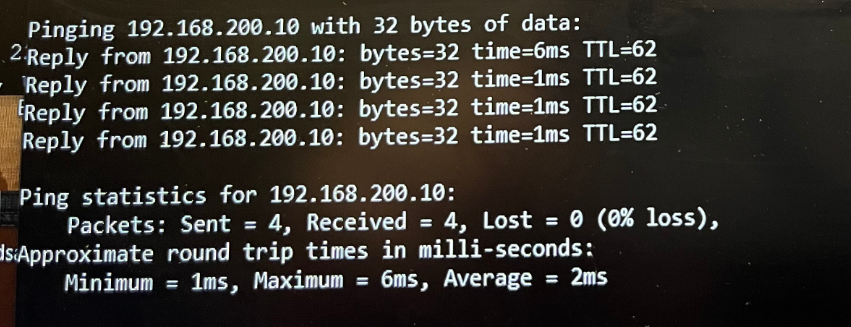 Pinging 192.168.200.10 with 32 bytes of data:
Reply from 192.168.200.10: bytes=32 time=6ms TTL=62
Reply from 192.168.200.10: bytes=32 time=1ms TTL=62
Reply from 192.168.200.10: bytes=32 time=1ms TTL=62
Reply from 192.168.200.10: bytes=32 time=1ms TTL=62
Ping statistics for 192.168.200.10:
Packets: Sent = 4, Received = 4, Lost = 0 (0% loss),
Approximate round trip times in milli-seconds:
Minimum = 1ms, Maximum = 6ms, Average = 2ms